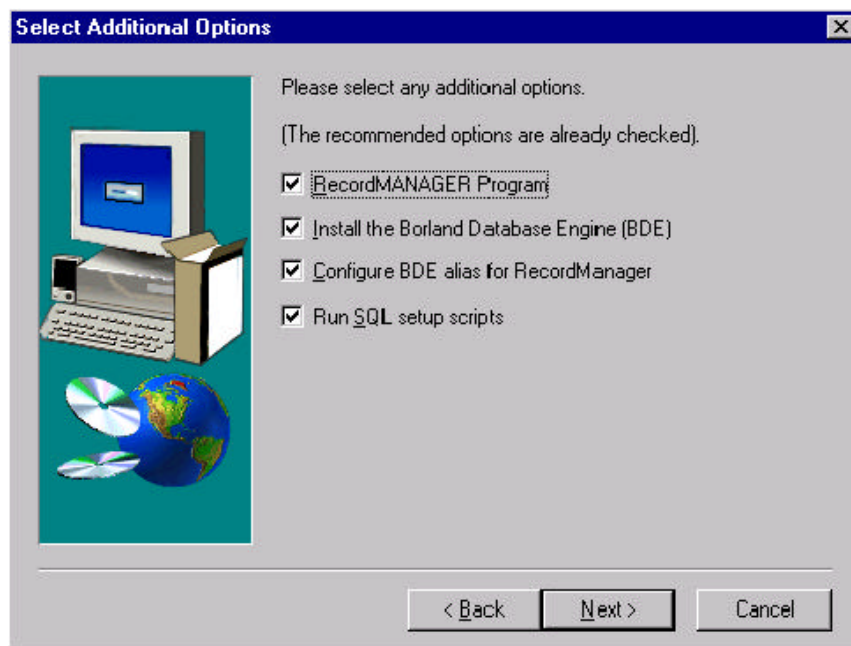 Select Additional Options
Please select any additional options.
(The recommended options are already checked).
RecordMANAGER Program
Install the Borland Database Engine (BDE)
Configure BDE alias for RecordManager
Run SQL setup scripts
< Back
Next >
Cancel